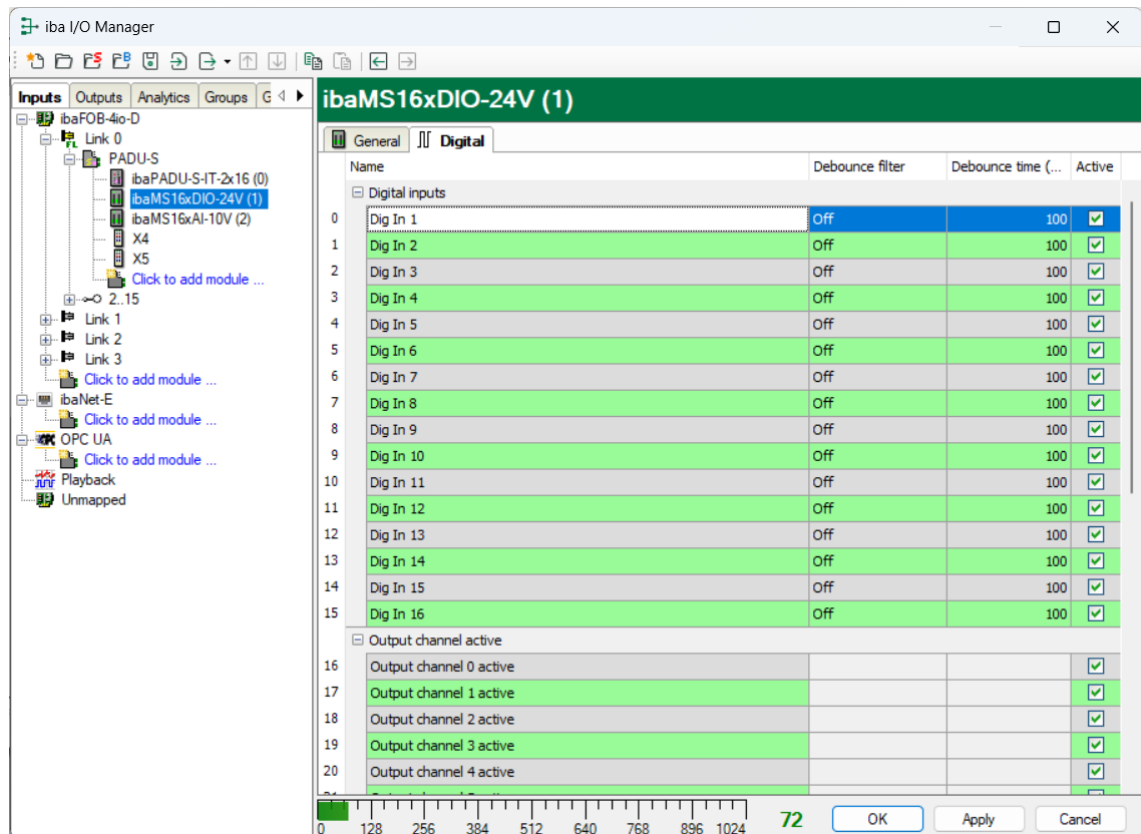 iba I/O Manager
Inputs Outputs Analytics Groups G
ibaFOB-4io-D
Link 0
PADU-S
ibaPADU-S-IT-2x16 (0)
ibaMS16xDIO-24V (1)
ibaMS16xAI-10V (2)
X4
X5
Click to add module ...
2..15
Link 1
Link 2
Link 3
Click to add module ...
ibaNet-E
Click to add module ...
OPC UA
Click to add module ...
Playback
Unmapped
ibaMS16xDIO-24V (1)
General Digital
Name Debounce filter Debounce time (... Active
Digital inputs
0 Dig In 1 Off 100
1 Dig In 2 Off 100
2 Dig In 3 Off 100
3 Dig In 4 Off 100
4 Dig In 5 Off 100
5 Dig In 6 Off 100
6 Dig In 7 Off 100
7 Dig In 8 Off 100
8 Dig In 9 Off 100
9 Dig In 10 Off 100
10 Dig In 11 Off 100
11 Dig In 12 Off 100
12 Dig In 13 Off 100
13 Dig In 14 Off 100
14 Dig In 15 Off 100
15 Dig In 16 Off 100
Output channel active
16 Output channel 0 active
17 Output channel 1 active
18 Output channel 2 active
19 Output channel 3 active
20 Output channel 4 active
0 128 256 384 512 640 768 896 1024
72 OK Apply Cancel